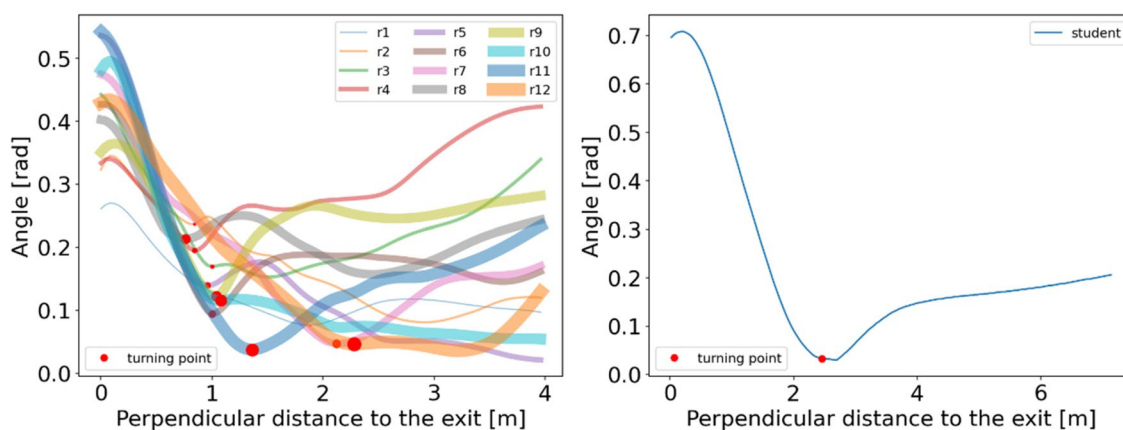 0.5
0.4
0.3
0.2
0.1
0.0
Angle [rad]
r1 r5 r9
r2 r6 r10
r3 r7 r11
r4 r8 r12
turning point
0 1 2 3 4
Perpendicular distance to the exit [m]
0.7
0.6
0.5
0.4
0.3
0.2
0.1
0.0
Angle [rad]
student
turning point
0 2 4 6
Perpendicular distance to the exit [m]